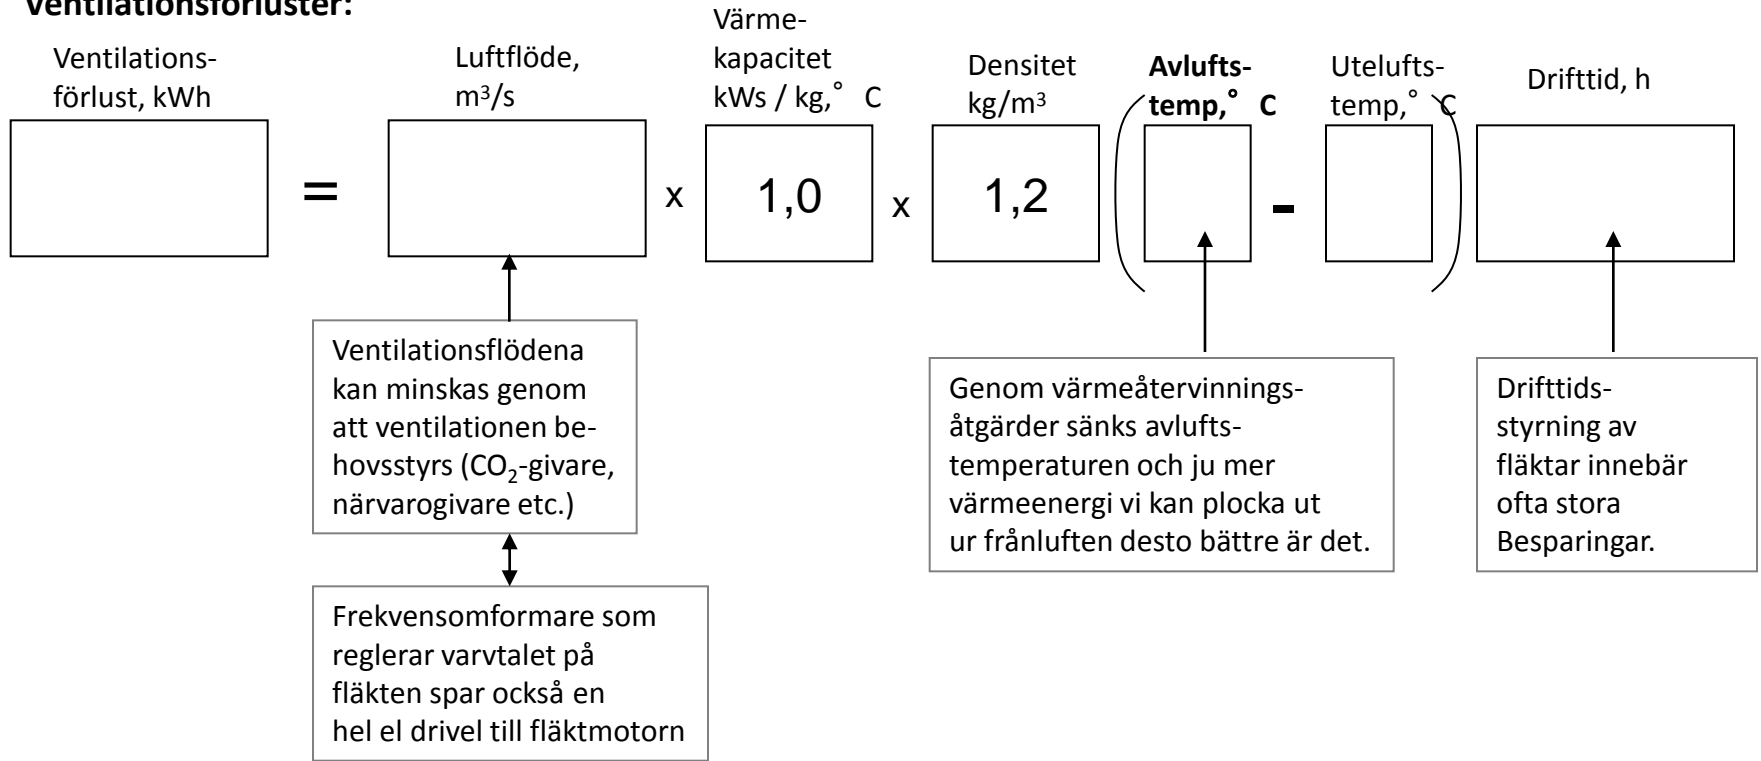 Ventilationsförluster:
Ventilations-
förlust, kWh
=
Luftflöde,
m³/s
x
Värme-
kapacitet
kWs / kg,° C
1,0
x
Densitet
kg/m³
1,2
(
Avlufts-
temp,° C
-
Utelufts-
temp,° C
)
Drifttid, h
Ventilationsflödena
kan minskas genom
att ventilationen be-
hovsstyrs (CO₂-givare,
närvarogivare etc.)
Frekvensomformare som
reglerar varvtalet på
fläkten spar också en
hel el drivel till fläktmotorn
Genom värmeåtervinnings-
åtgärder sänks avlufts-
temperaturen och ju mer
värmeenergi vi kan plocka ut
ur frånluften desto bättre är det.
Drifttids-
styrning av
fläktar innebär
ofta stora
Besparingar.